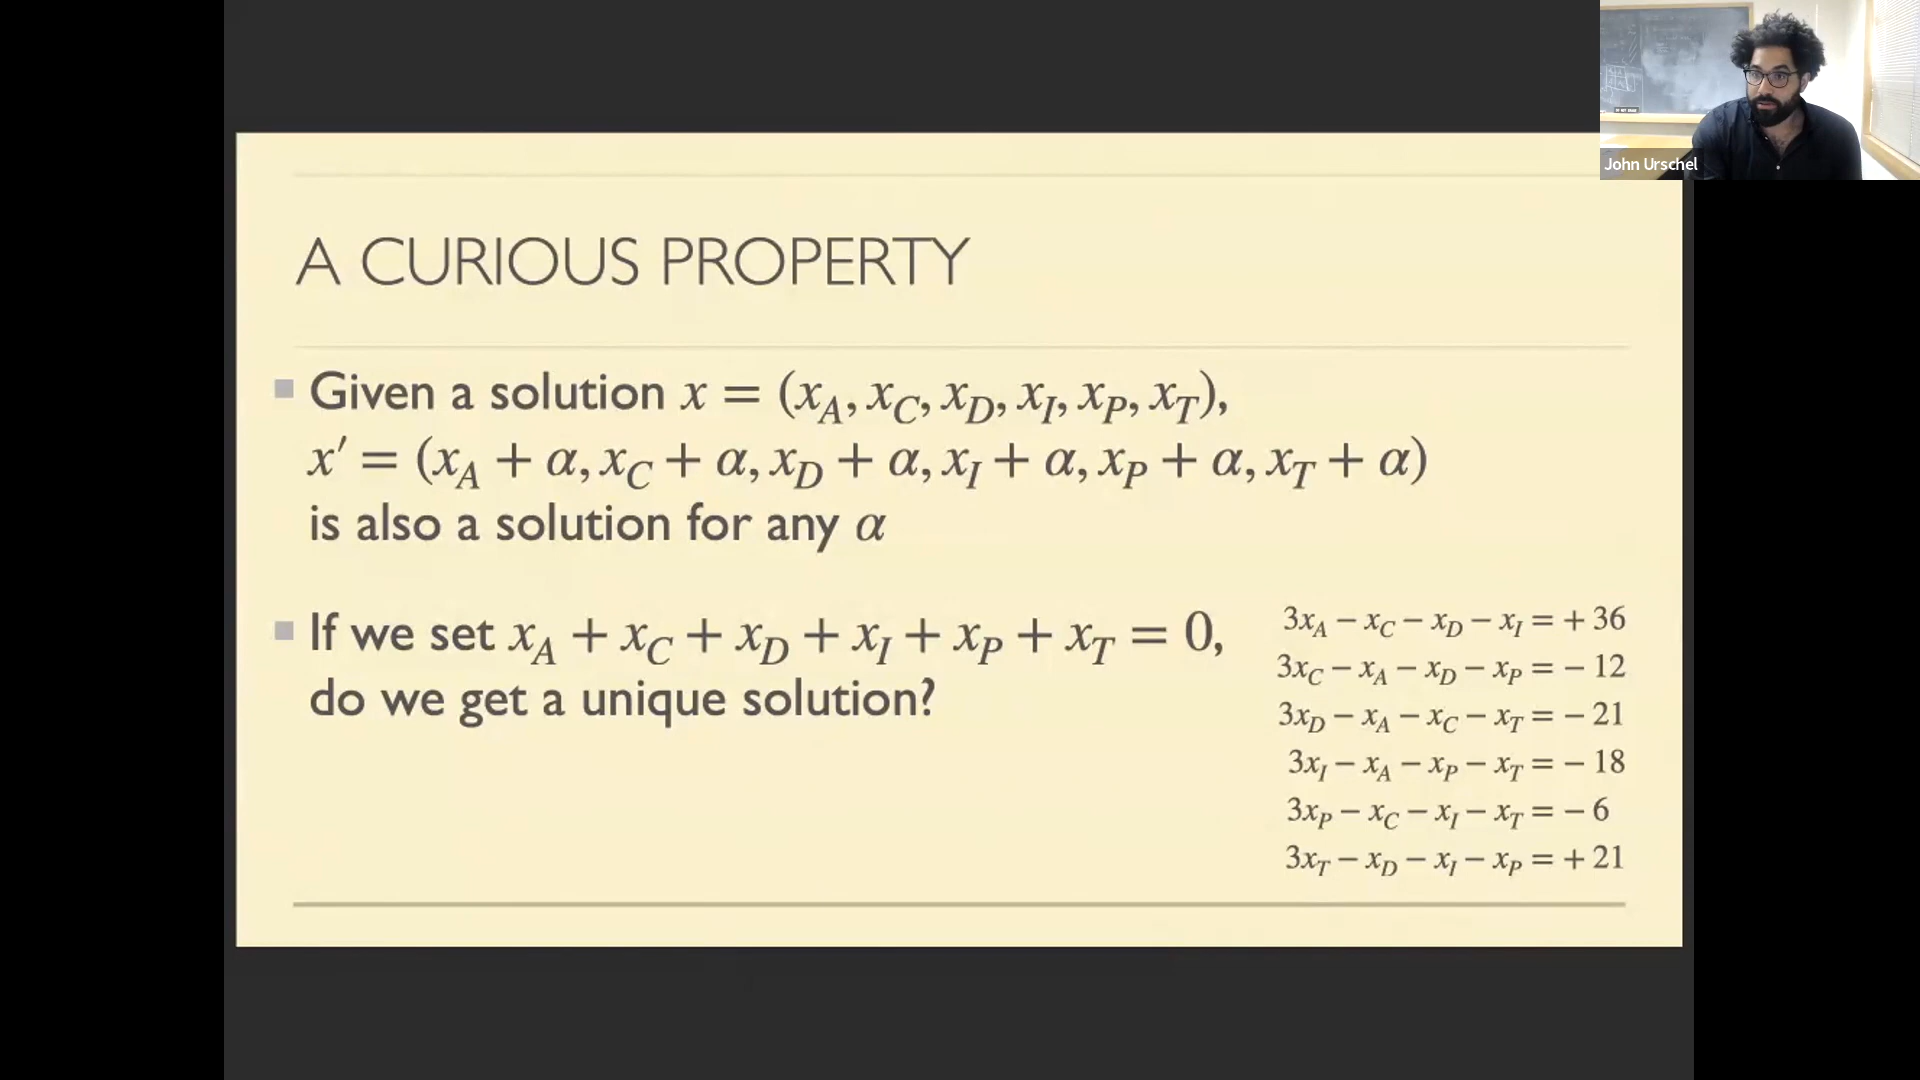 John Urschel
A CURIOUS PROPERTY
Given a solution x = (x_A, x_C, x_D, x_I, x_P, x_T),
x′ = (x_A + α, x_C + α, x_D + α, x_I + α, x_P + α, x_T + α)
is also a solution for any α
If we set x_A + x_C + x_D + x_I + x_P + x_T = 0,
do we get a unique solution?
3x_A − x_C − x_D − x_I = + 36
3x_C − x_A − x_D − x_P = − 12
3x_D − x_A − x_C − x_T = − 21
3x_I − x_A − x_P − x_T = − 18
3x_P − x_C − x_I − x_T = − 6
3x_T − x_D − x_I − x_P = + 21